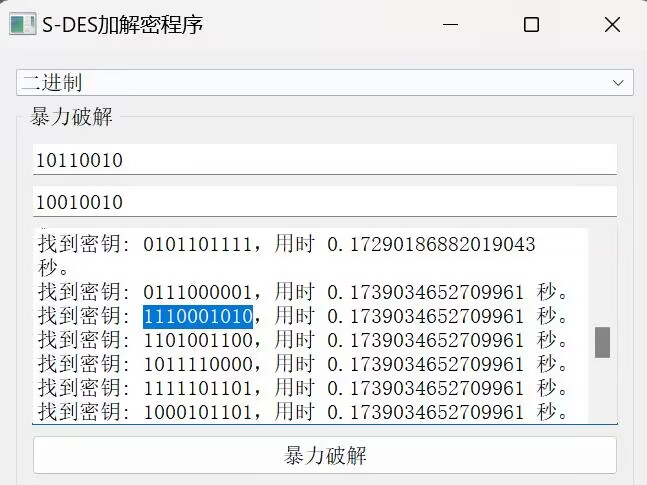 S-DES加解密程序
二进制
暴力破解
10110010
10010010
找到密钥: 0101101111，用时 0.17290186882019043
秒。
找到密钥: 0111000001，用时 0.1739034652709961 秒。
找到密钥: 1110001010，用时 0.1739034652709961 秒。
找到密钥: 1101001100，用时 0.1739034652709961 秒。
找到密钥: 1011110000，用时 0.1739034652709961 秒。
找到密钥: 1111101101，用时 0.1739034652709961 秒。
找到密钥: 1000101101，用时 0.1739034652709961 秒。
暴力破解